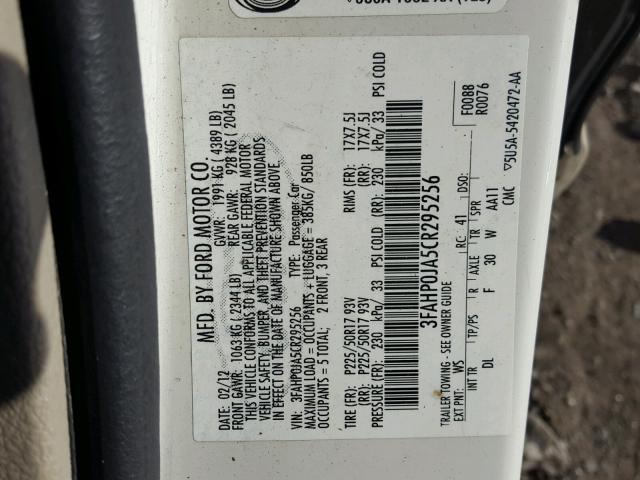 MFD. BY FORD MOTOR CO.
DATE: 02/12 GVWR: 1991 KG ( 4389 LB)
FRONT GAWR: 1063 KG ( 2344 LB) REAR GAWR: 928 KG ( 2045 LB)
THIS VEHICLE CONFORMS TO ALL APPLICABLE FEDERAL MOTOR
VEHICLE SAFETY, BUMPER, AND THEFT PREVENTION STANDARDS
IN EFFECT ON THE DATE OF MANUFACTURE SHOWN ABOVE.
VIN: 3FAHP0JA5CR295256 TYPE: Passenger Car
MAXIMUM LOAD = OCCUPANTS + LUGGAGE = 385KG/ 850LB
OCCUPANTS = 5 TOTAL: 2 FRONT, 3 REAR
TIRE (FR): P225/50R17 93V RIMS (FR): 17X7.5J
(RR): P225/50R17 93V (RR): 17X7.5J
PRESSURE (FR): 230 kPa/ 33 PSI COLD (RR): 230 kPa/ 33 PSI COLD
3FAHP0JA5CR295256
F0088
R0076
TRAILER TOWING - SEE OWNER GUIDE
EXT PNT: WS RC: 41 DSO:
INT TR TP/PS R AXLE TR SPR
DL F 30 W AA11
CMC
▽5U5A-5420472-AA